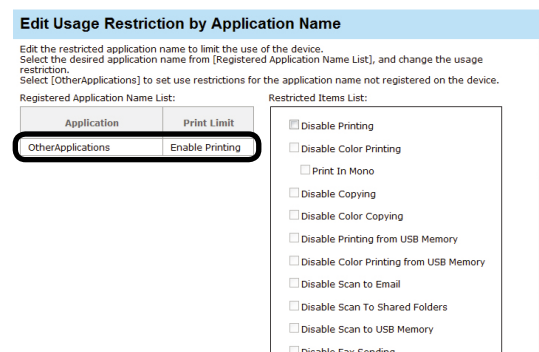 Edit Usage Restriction by Application Name
Edit the restricted application name to limit the use of the device.
Select the desired application name from [Registered Application Name List], and change the usage
restriction.
Select [OtherApplications] to set use restrictions for the application name not registered on the device.
Registered Application Name List:
Application Print Limit
OtherApplications Enable Printing
Restricted Items List:
Disable Printing
Disable Color Printing
Print In Mono
Disable Copying
Disable Color Copying
Disable Printing from USB Memory
Disable Color Printing from USB Memory
Disable Scan to Email
Disable Scan To Shared Folders
Disable Scan to USB Memory
Disable Fax Sending